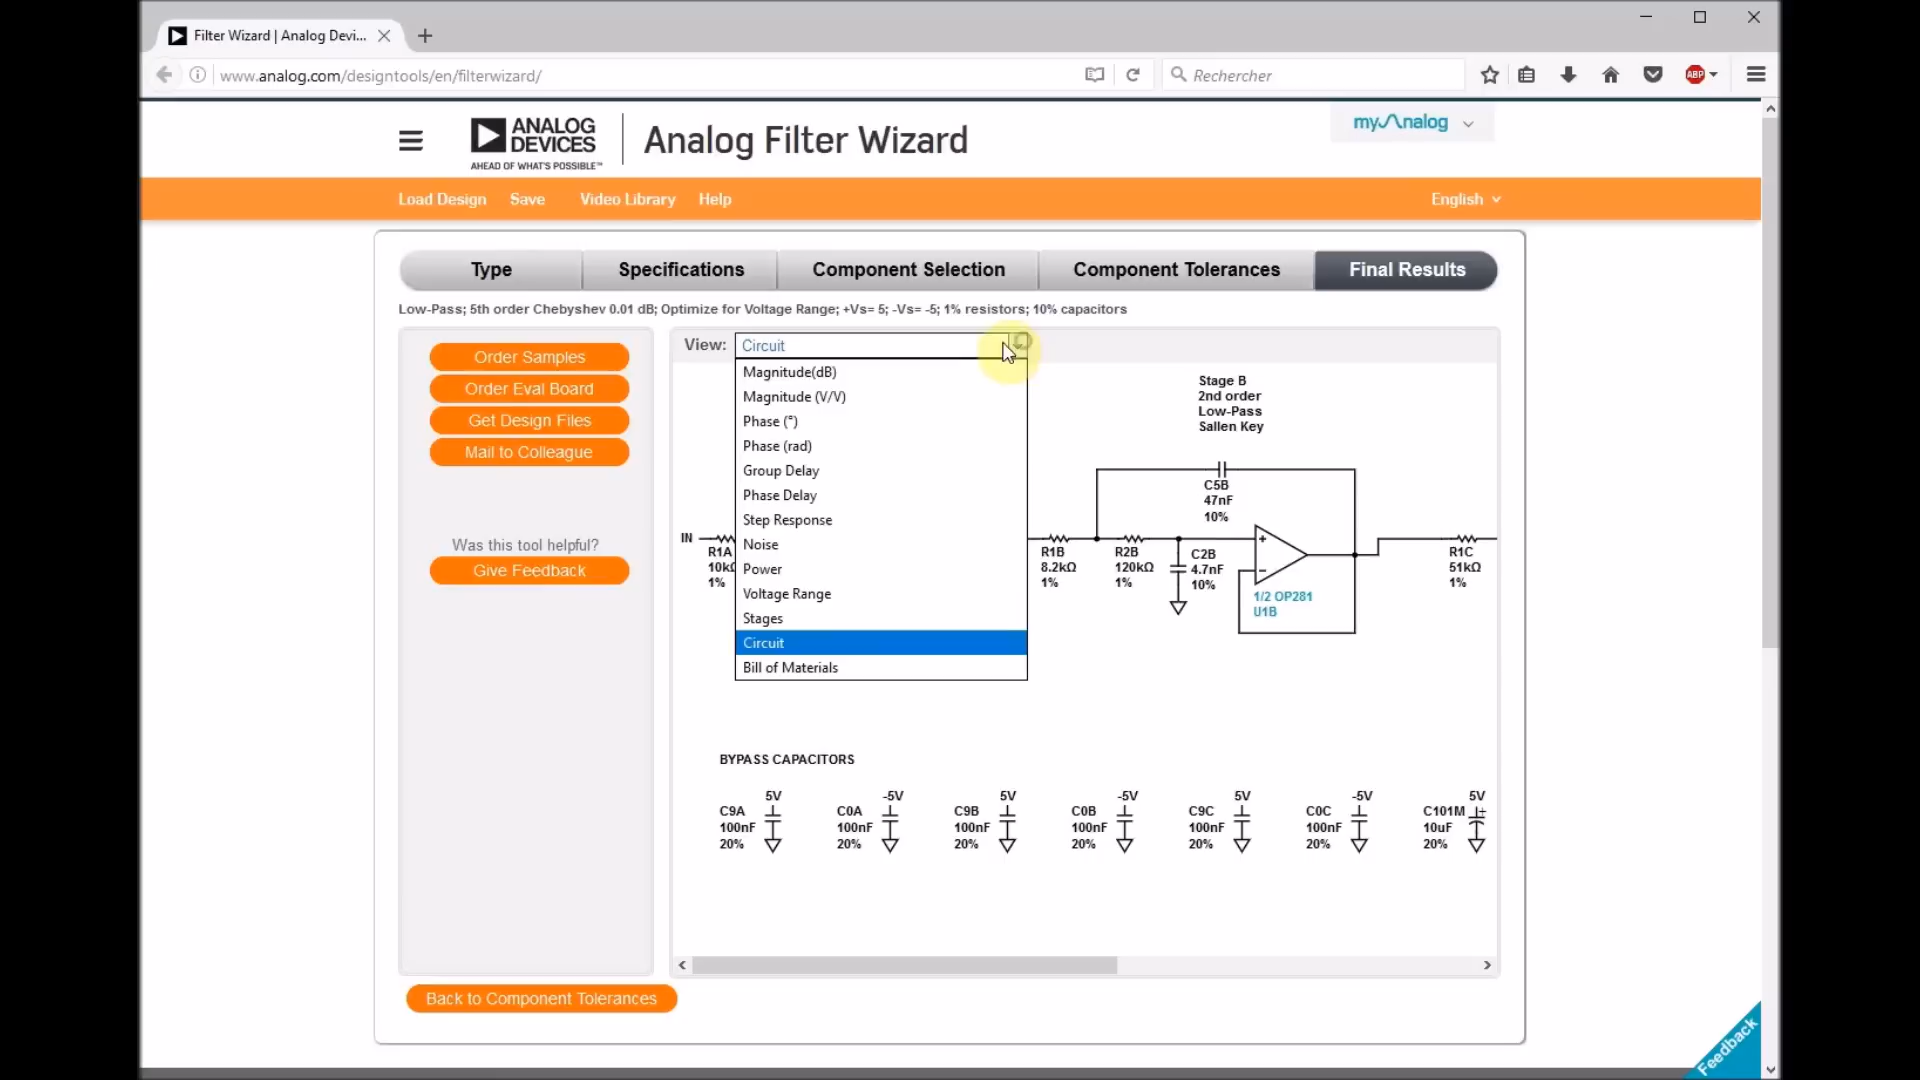 Filter Wizard | Analog Devi...
www.analog.com/designtools/en/filterwizard/
Rechercher
ABP
ANALOG DEVICES
AHEAD OF WHAT'S POSSIBLE™
Analog Filter Wizard
myAnalog
Load Design Save Video Library Help English
Type Specifications Component Selection Component Tolerances Final Results
Low-Pass; 5th order Chebyshev 0.01 dB; Optimize for Voltage Range; +Vs= 5; -Vs= -5; 1% resistors; 10% capacitors
Order Samples
Order Eval Board
Get Design Files
Mail to Colleague
Was this tool helpful?
Give Feedback
View: Circuit
Magnitude(dB)
Magnitude (V/V)
Phase (°)
Phase (rad)
Group Delay
Phase Delay
Step Response
Noise
Power
Voltage Range
Stages
Circuit
Bill of Materials
Stage B
2nd order
Low-Pass
Sallen Key
C5B
47nF
10%
IN
R1A
10kΩ
1%
R1B
8.2kΩ
1%
R2B
120kΩ
1%
C2B
4.7nF
10%
+
−
1/2 OP281
U1B
R1C
51kΩ
1%
BYPASS CAPACITORS
5V
C9A
100nF
20%
-5V
C0A
100nF
20%
5V
C9B
100nF
20%
-5V
C0B
100nF
20%
5V
C9C
100nF
20%
-5V
C0C
100nF
20%
5V
C101M
+
10uF
20%
Back to Component Tolerances
Feedback